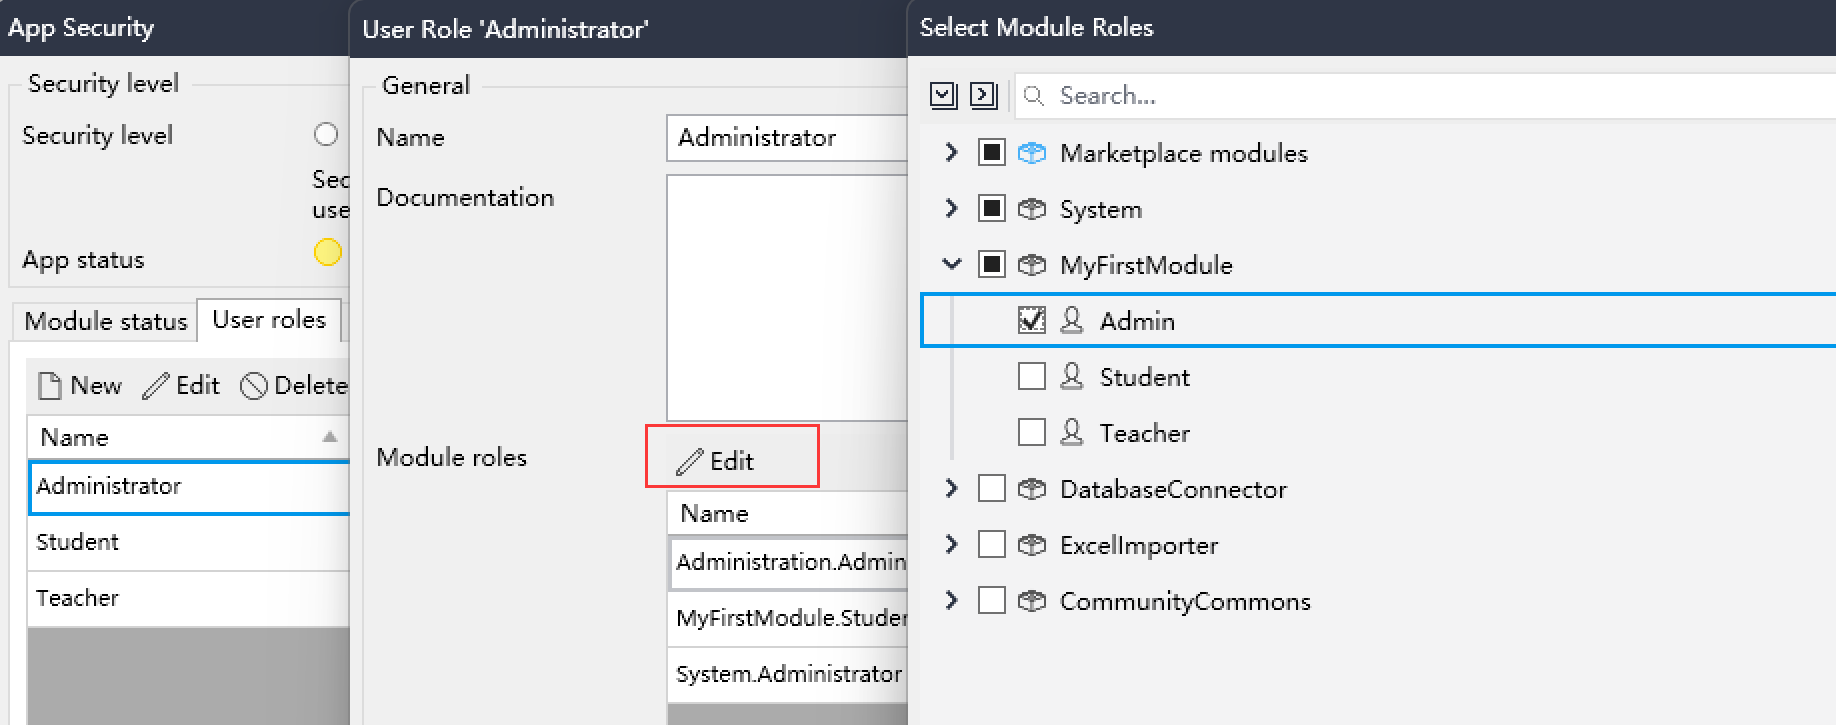 App Security
Security level
Security level
Sec
use
App status
Module status
User roles
New
Edit
Delete
Name
Administrator
Student
Teacher
User Role 'Administrator'
General
Name
Administrator
Documentation
Module roles
Edit
Name
Administration.Admin
MyFirstModule.Studen
System.Administrator
Select Module Roles
Search...
Marketplace modules
System
MyFirstModule
Admin
Student
Teacher
DatabaseConnector
ExcelImporter
CommunityCommons